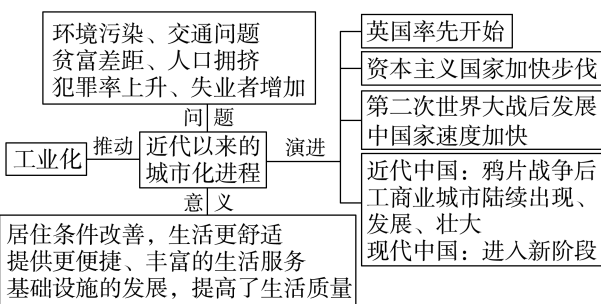 环境污染、交通问题
贫富差距、人口拥挤
犯罪率上升、失业者增加
问题
工业化
推动
近代以来的
城市化进程
演进
英国率先开始
资本主义国家加快步伐
第二次世界大战后发展
中国家速度加快
近代中国：鸦片战争后
工商业城市陆续出现、
发展、壮大
现代中国：进入新阶段
意义
居住条件改善，生活更舒适
提供更便捷、丰富的生活服务
基础设施的发展，提高了生活质量